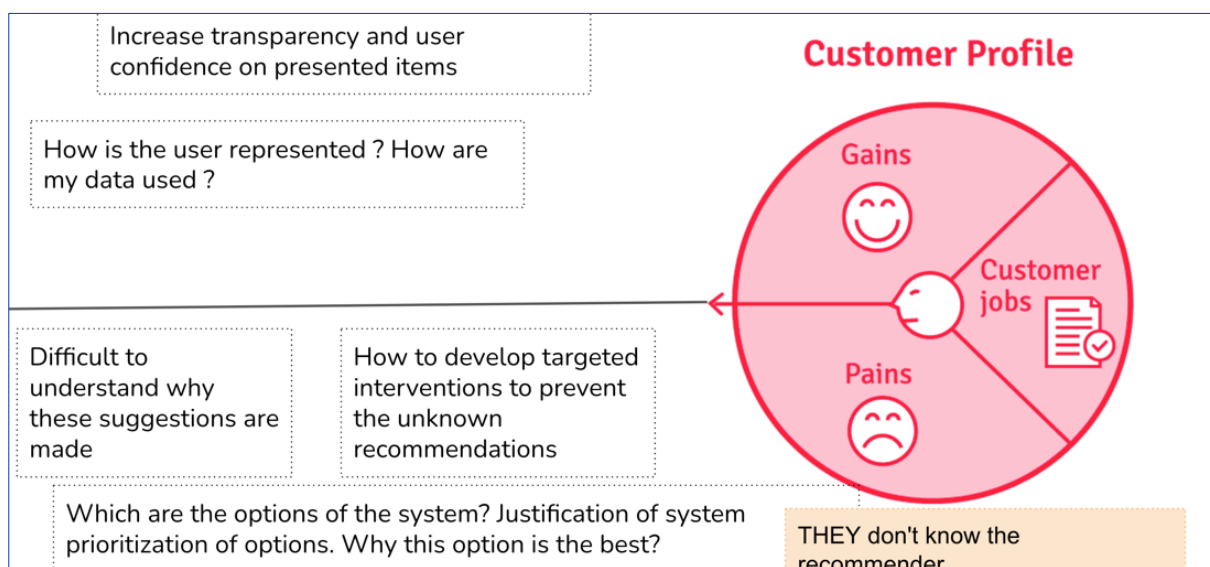 Increase transparency and user
confidence on presented items
Customer Profile
How is the user represented ? How are
my data used ?
Gains
Customer
jobs
Pains
Difficult to
understand why
these suggestions are
made
How to develop targeted
interventions to prevent
the unknown
recommendations
Which are the options of the system? Justification of system
prioritization of options. Why this option is the best?
THEY don't know the
recommender